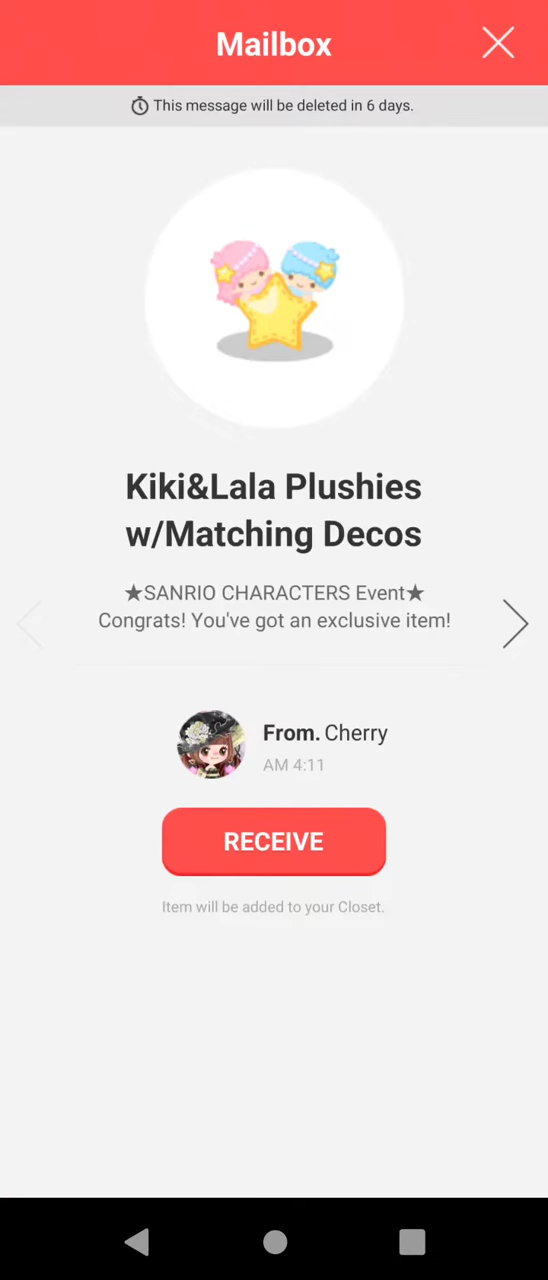 Mailbox
This message will be deleted in 6 days.
Kiki&Lala Plushies
w/Matching Decos
★SANRIO CHARACTERS Event★
Congrats! You've got an exclusive item!
From. Cherry
AM 4:11
RECEIVE
Item will be added to your Closet.